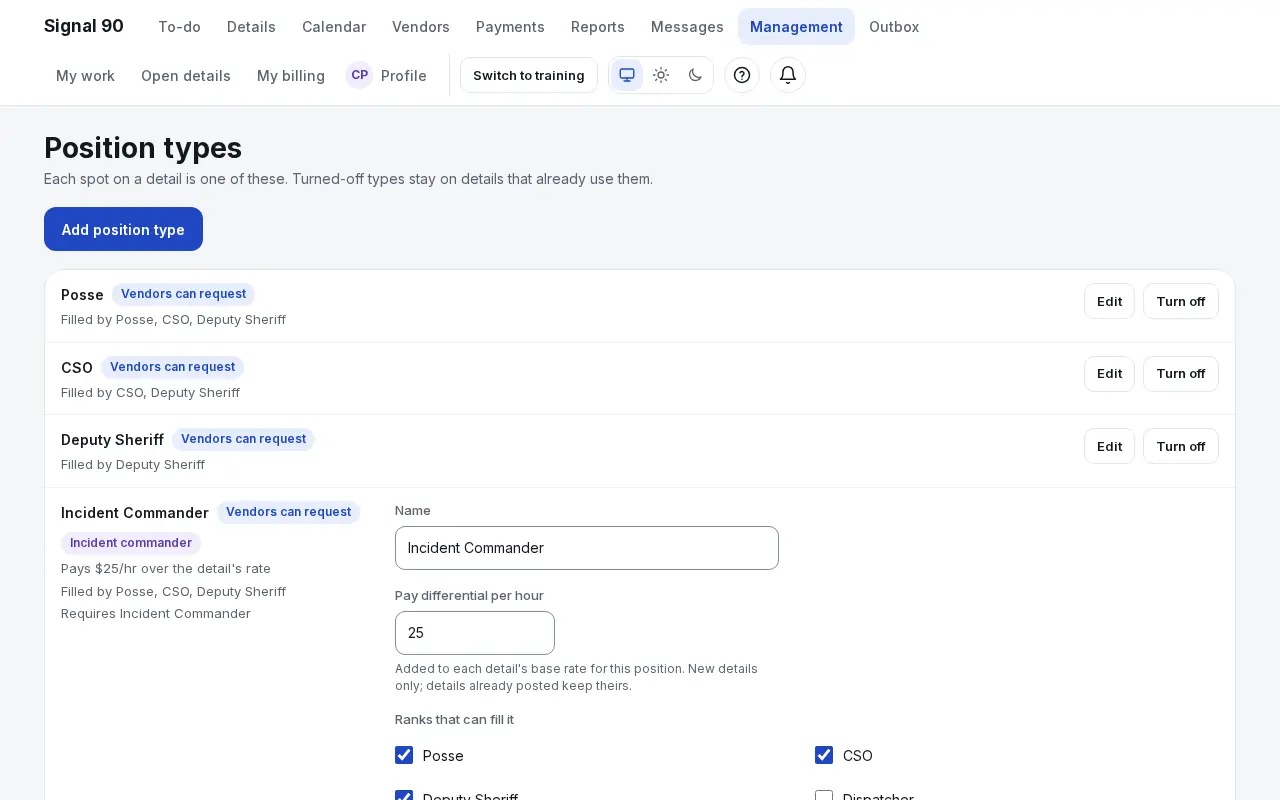 Signal 90 To-do Details Calendar Vendors Payments Reports Messages Management Outbox
My work Open details My billing CP Profile Switch to training
Position types
Each spot on a detail is one of these. Turned-off types stay on details that already use them.
Add position type
Posse Vendors can request Edit Turn off
Filled by Posse, CSO, Deputy Sheriff
CSO Vendors can request Edit Turn off
Filled by CSO, Deputy Sheriff
Deputy Sheriff Vendors can request Edit Turn off
Filled by Deputy Sheriff
Incident Commander Vendors can request
Incident commander
Pays $25/hr over the detail's rate
Filled by Posse, CSO, Deputy Sheriff
Requires Incident Commander
Name
Incident Commander
Pay differential per hour
25
Added to each detail's base rate for this position. New details
only; details already posted keep theirs.
Ranks that can fill it
Posse CSO
Deputy Sheriff Dispatcher